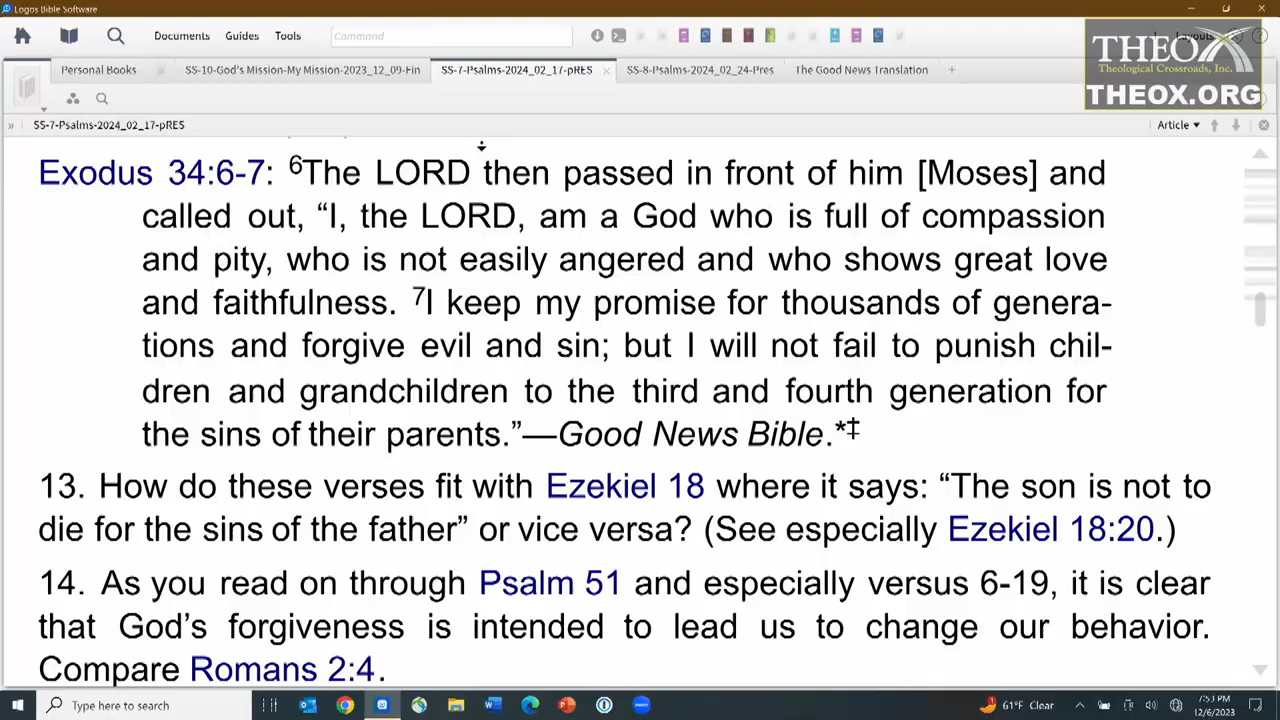 Logos Bible Software
Documents Guides Tools Command Layouts
THEOX
Theological Crossroads, Inc.
THEOX.ORG
Personal Books SS-10-God's Mission-My Mission-2023_12_09-Fin SS-7-Psalms-2024_02_17-pRES SS-8-Psalms-2024_02_24-Pres The Good News Translation
SS-7-Psalms-2024_02_17-pRES Article
Exodus 34:6-7: 6The LORD then passed in front of him [Moses] and
called out, “I, the LORD, am a God who is full of compassion
and pity, who is not easily angered and who shows great love
and faithfulness. 7I keep my promise for thousands of genera-
tions and forgive evil and sin; but I will not fail to punish chil-
dren and grandchildren to the third and fourth generation for
the sins of their parents.”—Good News Bible.*‡
13. How do these verses fit with Ezekiel 18 where it says: “The son is not to
die for the sins of the father” or vice versa? (See especially Ezekiel 18:20.)
14. As you read on through Psalm 51 and especially versus 6-19, it is clear
that God’s forgiveness is intended to lead us to change our behavior.
Compare Romans 2:4.
Type here to search 61°F Clear 7:53 PM
12/6/2023